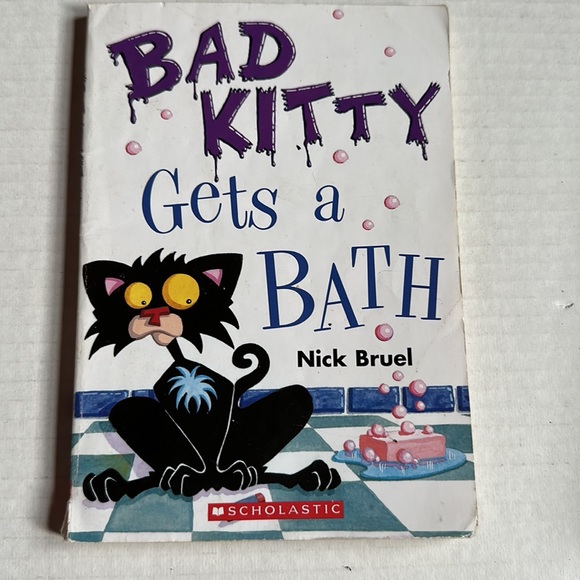 BAD
KITTY
Gets a
BATH
Nick Bruel
SCHOLASTIC